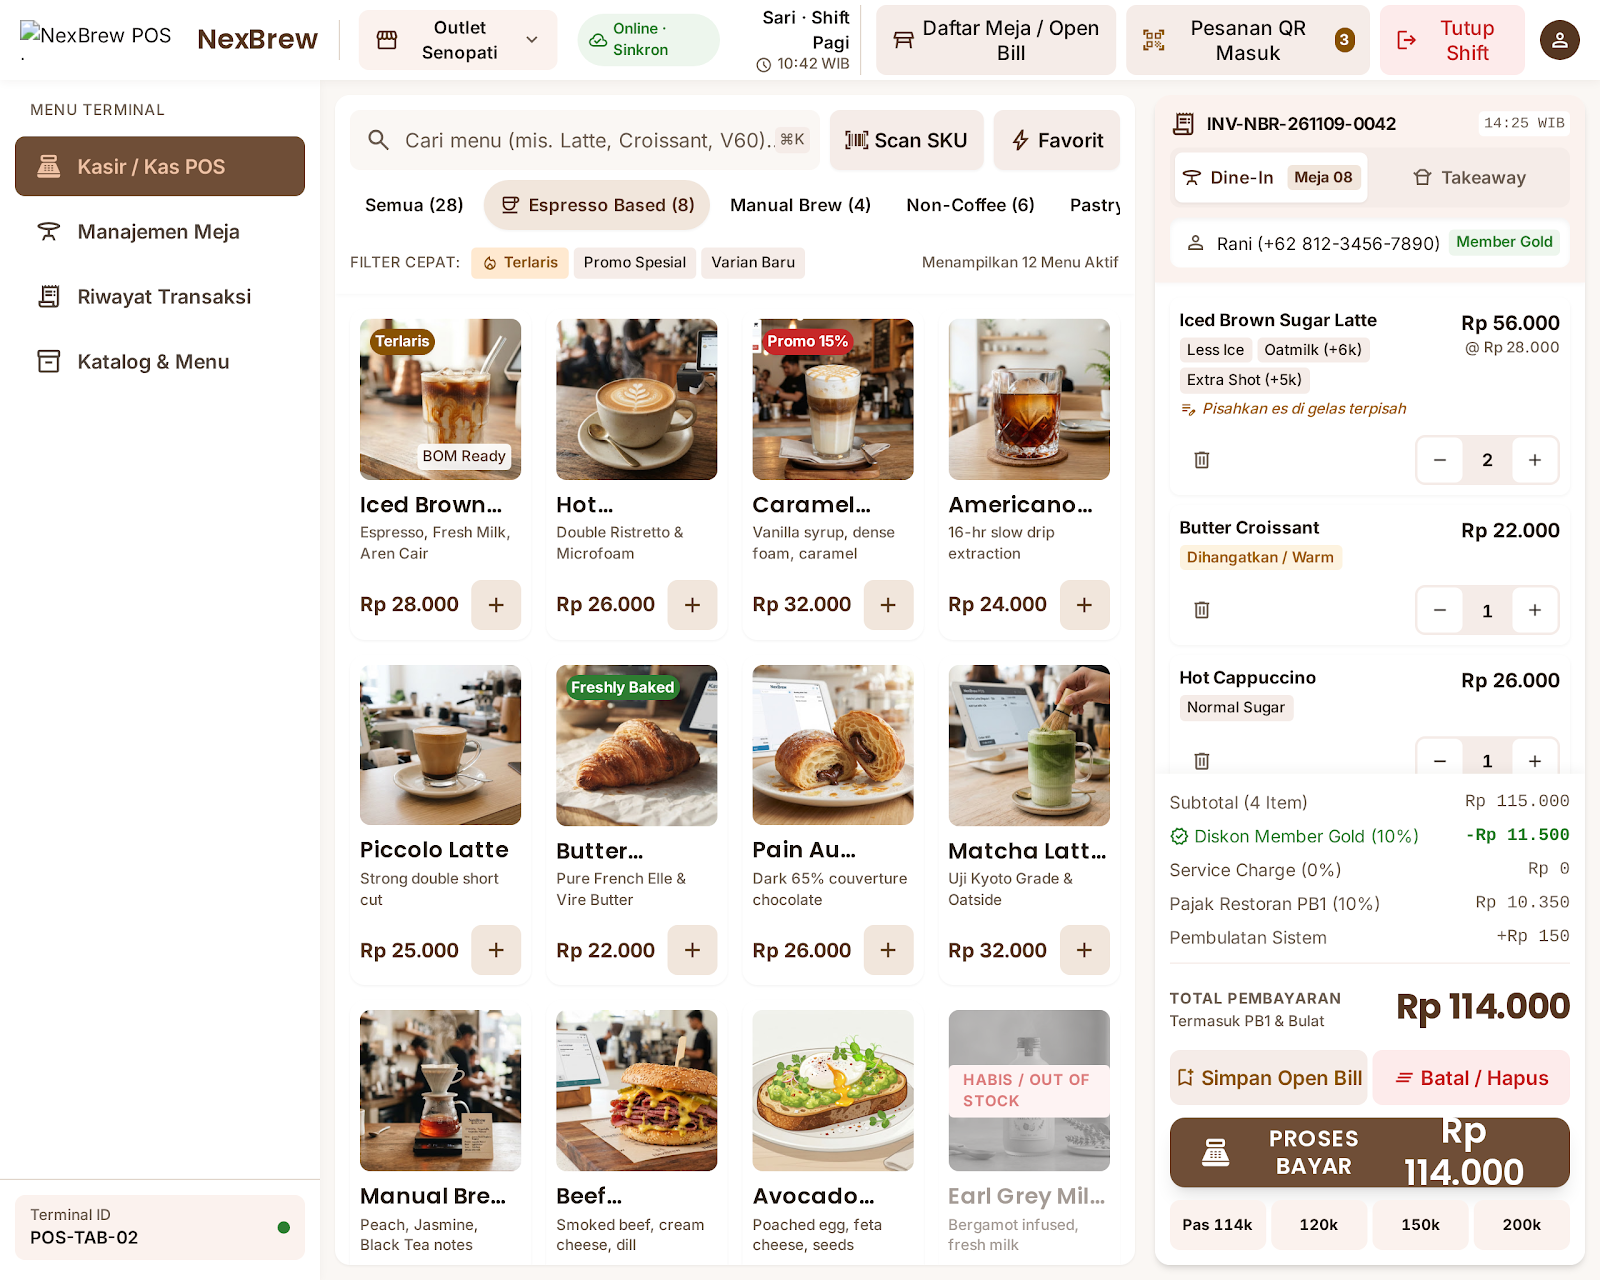 NexBrew POS
.
NexBrew
Outlet
Senopati
Online ·
Sinkron
Sari · Shift
Pagi
10:42 WIB
Daftar Meja / Open
Bill
Pesanan QR
Masuk
3
Tutup
Shift
MENU TERMINAL
Kasir / Kas POS
Manajemen Meja
Riwayat Transaksi
Katalog & Menu
Terminal ID
POS-TAB-02
Cari menu (mis. Latte, Croissant, V60)..
⌘K
Scan SKU
Favorit
Semua (28)
Espresso Based (8)
Manual Brew (4)
Non-Coffee (6)
Pastry
FILTER CEPAT:
Terlaris
Promo Spesial
Varian Baru
Menampilkan 12 Menu Aktif
Terlaris
BOM Ready
Iced Brown...
Espresso, Fresh Milk,
Aren Cair
Rp 28.000
+
Hot...
Double Ristretto &
Microfoam
Rp 26.000
+
Promo 15%
Caramel...
Vanilla syrup, dense
foam, caramel
Rp 32.000
+
Americano...
16-hr slow drip
extraction
Rp 24.000
+
Piccolo Latte
Strong double short
cut
Rp 25.000
+
Freshly Baked
Butter...
Pure French Elle &
Vire Butter
Rp 22.000
+
Pain Au...
Dark 65% couverture
chocolate
Rp 26.000
+
Matcha Latt...
Uji Kyoto Grade &
Oatside
Rp 32.000
+
Manual Bre...
Peach, Jasmine,
Black Tea notes
Beef...
Smoked beef, cream
cheese, dill
Avocado...
Poached egg, feta
cheese, seeds
HABIS / OUT OF
STOCK
Earl Grey Mil...
Bergamot infused,
fresh milk
INV-NBR-261109-0042
14:25 WIB
Dine-In
Meja 08
Takeaway
Rani (+62 812-3456-7890)
Member Gold
Iced Brown Sugar Latte
Rp 56.000
@ Rp 28.000
Less Ice
Oatmilk (+6k)
Extra Shot (+5k)
Pisahkan es di gelas terpisah
− 2 +
Butter Croissant
Rp 22.000
Dihangatkan / Warm
− 1 +
Hot Cappuccino
Rp 26.000
Normal Sugar
− 1 +
Subtotal (4 Item)
Rp 115.000
Diskon Member Gold (10%)
-Rp 11.500
Service Charge (0%)
Rp 0
Pajak Restoran PB1 (10%)
Rp 10.350
Pembulatan Sistem
+Rp 150
TOTAL PEMBAYARAN
Termasuk PB1 & Bulat
Rp 114.000
Simpan Open Bill
Batal / Hapus
PROSES
BAYAR
Rp
114.000
Pas 114k
120k
150k
200k